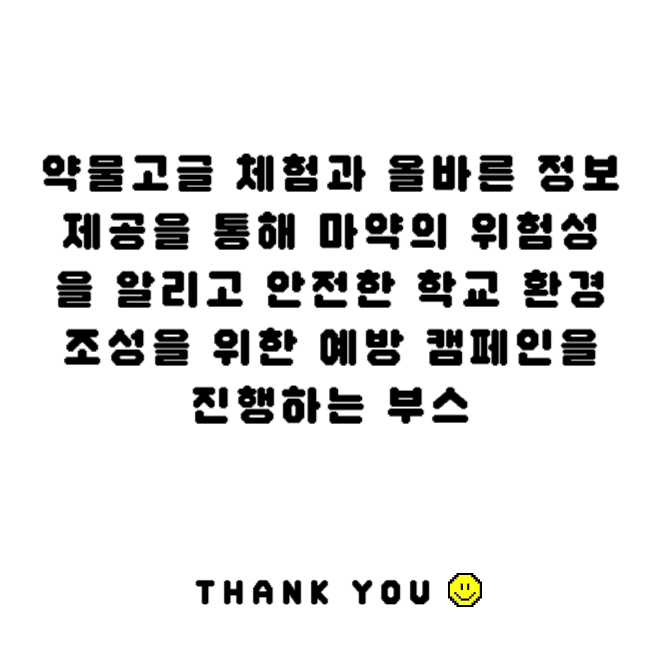 약물고글 체험과 올바른 정보
제공을 통해 마약의 위험성
을 알리고 안전한 학교 환경
조성을 위한 예방 캠페인을
진행하는 부스
THANK YOU